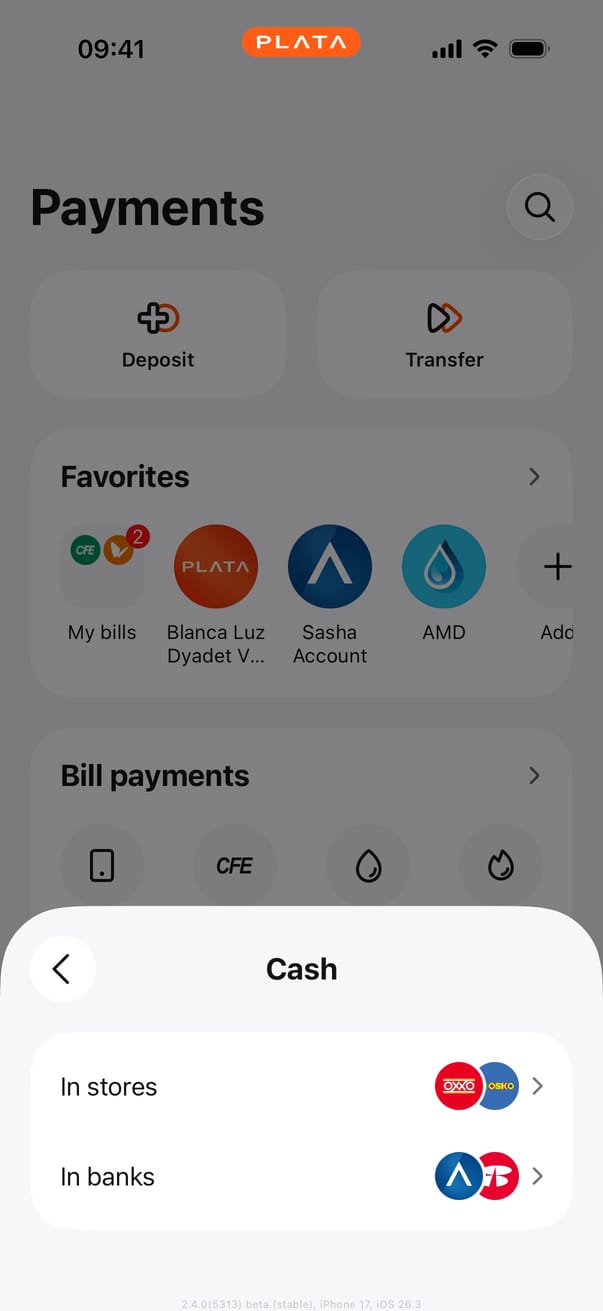 09:41
PLATA
Payments
Deposit
Transfer
Favorites
CFE
2
PLATA
My bills
Blanca Luz
Dyadet V...
Sasha
Account
AMD
Add
Bill payments
CFE
Cash
In stores
OXXO
OSKO
In banks
2.4.0(5313) beta (stable), iPhone 17, iOS 26.3